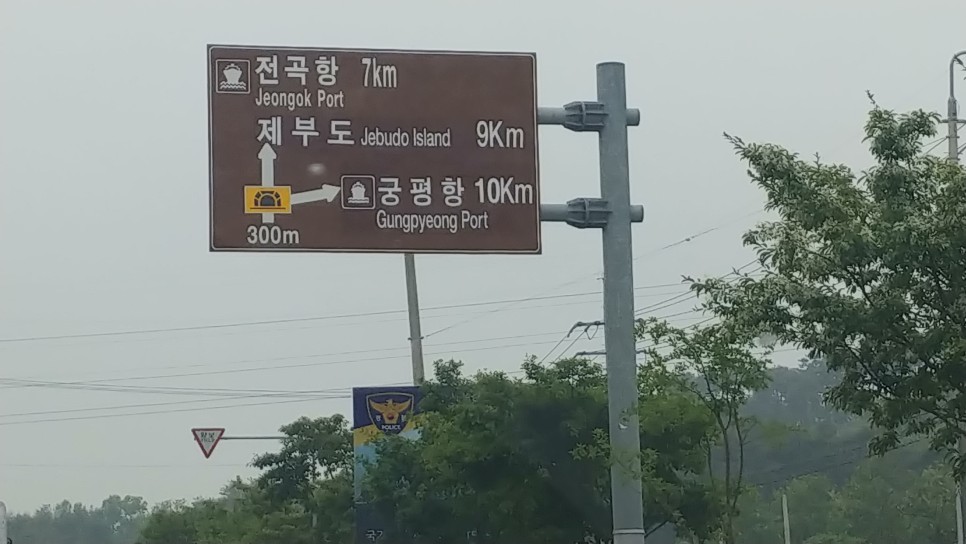 전곡항 7km
Jeongok Port
제부도 Jebudo Island 9Km
궁평항 10Km
Gungpyeong Port
300m
POLICE